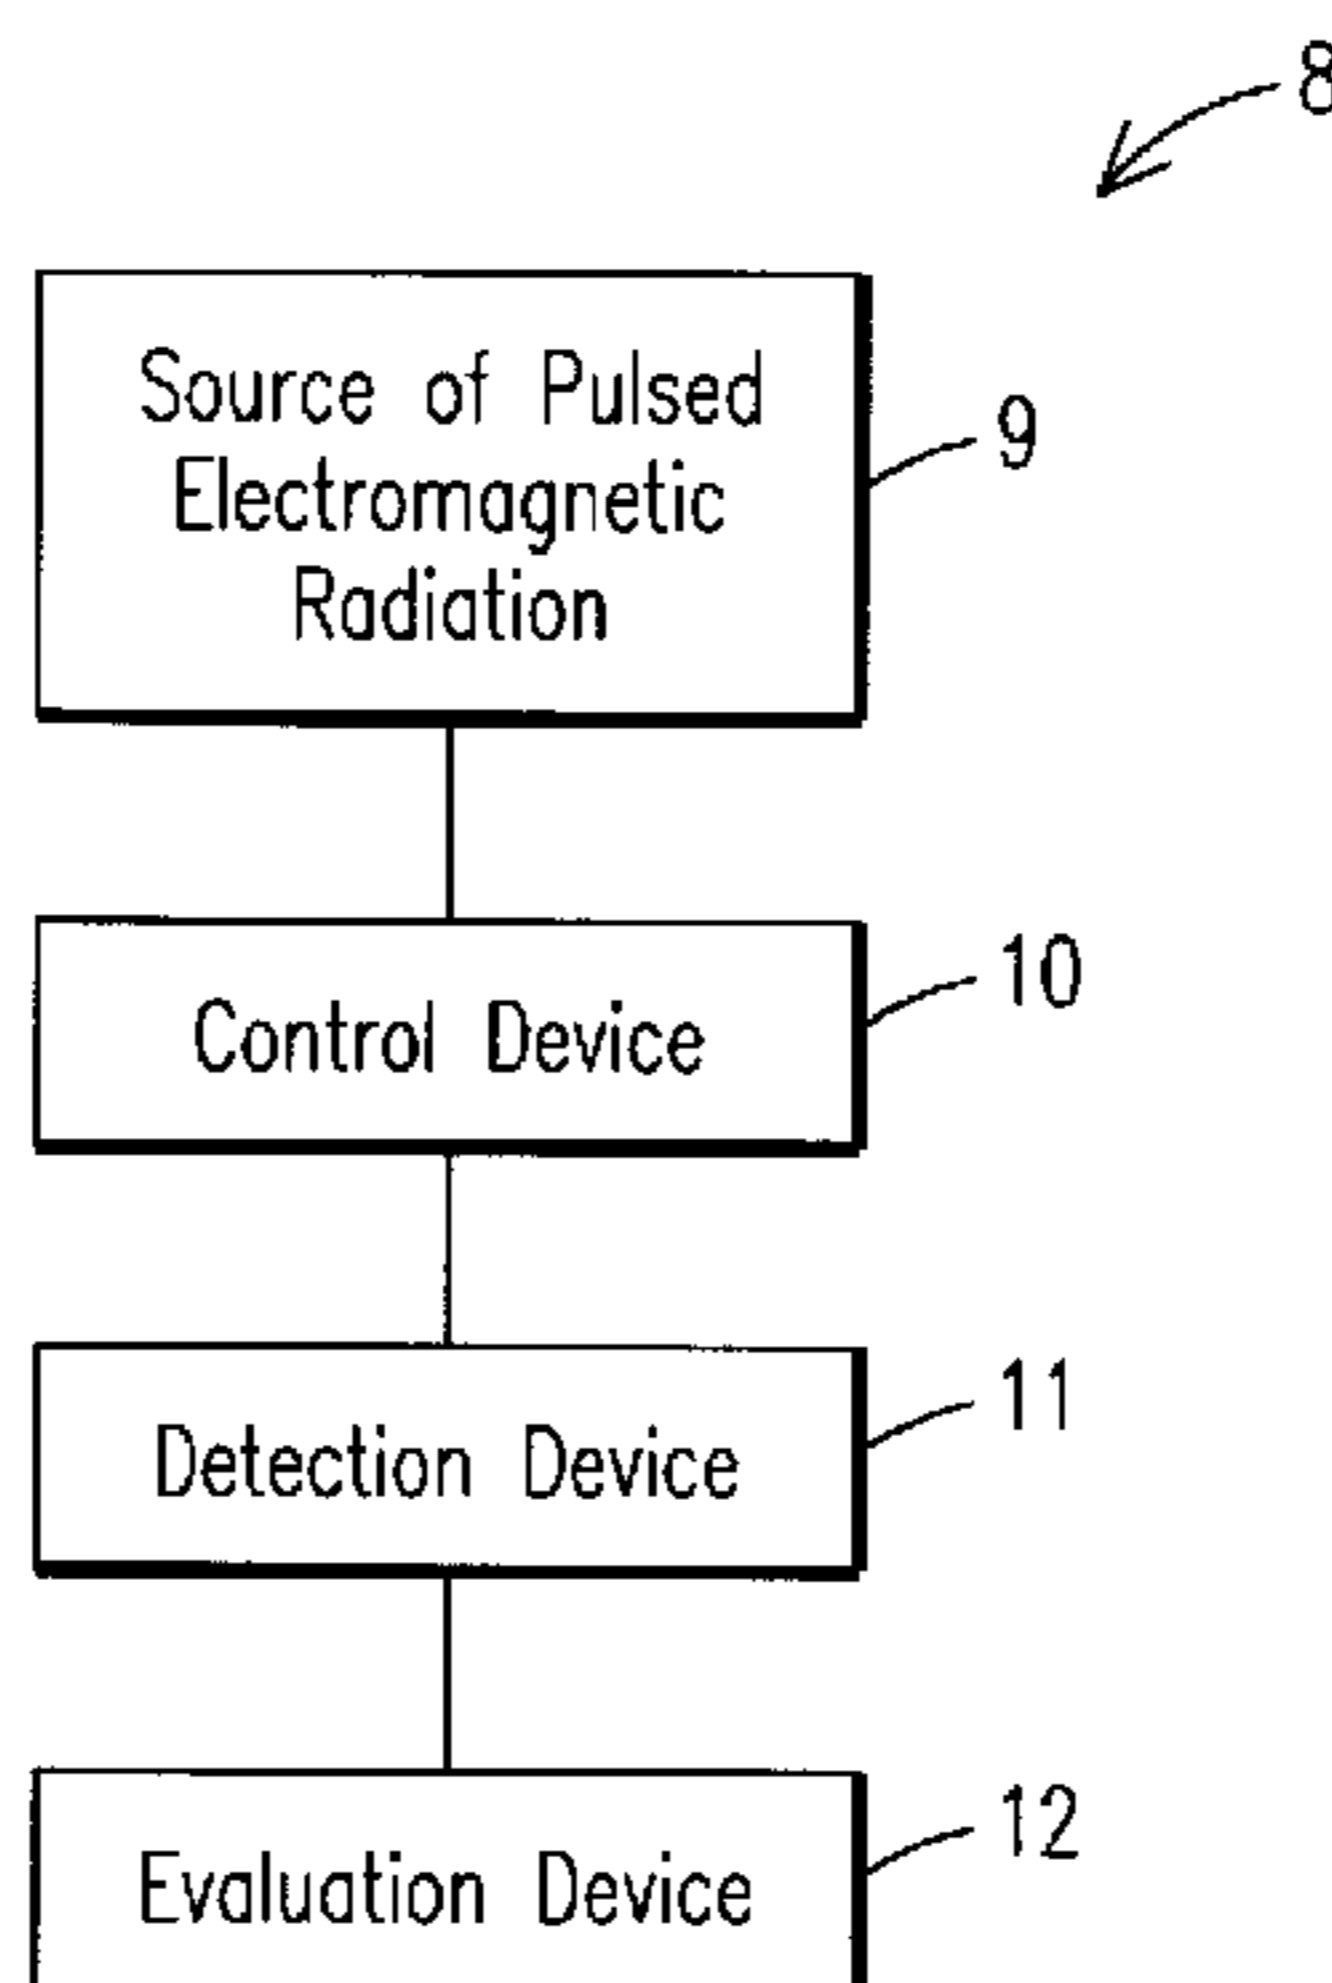 8
Source of Pulsed
Electromagnetic
Radiation
9
Control Device
10
Detection Device
11
Evaluation Device
12